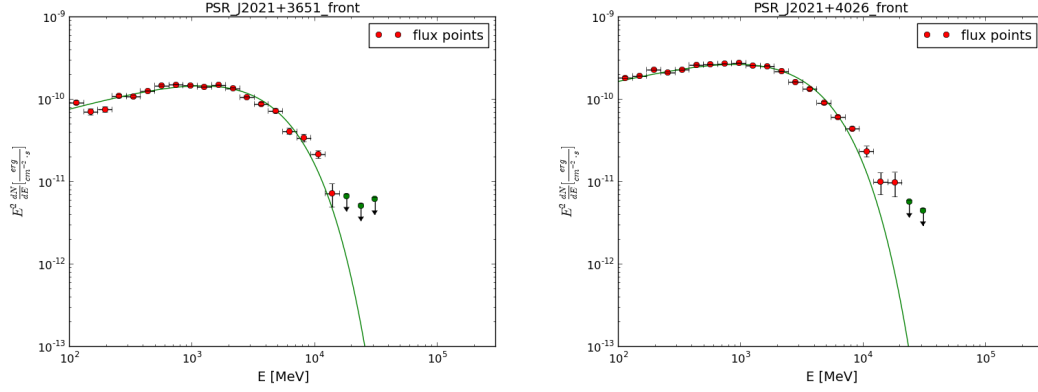 PSR_J2021+3651_front
10^-9
flux points
10^-10
10^-11
10^-12
10^-13
E^2 dN/dE [erg/cm^-2·s]
10^2 10^3 10^4 10^5
E [MeV]
PSR_J2021+4026_front
10^-9
flux points
10^-10
10^-11
10^-12
10^-13
E^2 dN/dE [erg/cm^-2·s]
10^2 10^3 10^4 10^5
E [MeV]